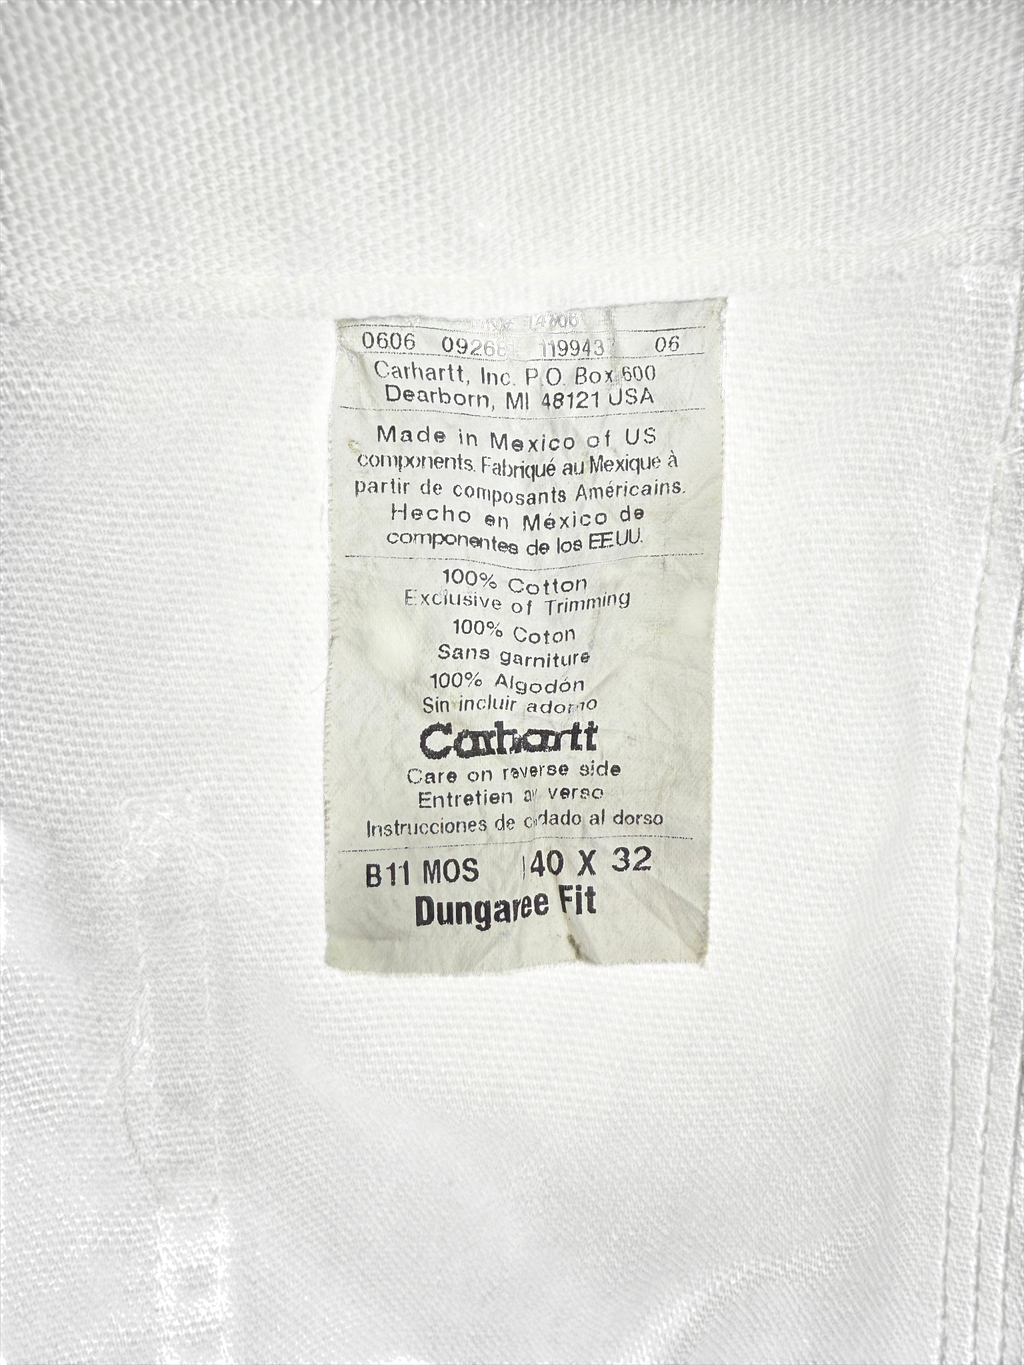 14806
0606 0926 119943 06
Carhartt, Inc. P.O. Box 600
Dearborn, MI 48121 USA
Made in Mexico of US
components. Fabriqué au Mexique à
partir de composants Américains.
Hecho en México de
componentes de los EEUU.
100% Cotton
Exclusive of Trimming
100% Coton
Sans garniture
100% Algodón
Sin incluir adorno
Carhartt
Care on reverse side
Entretien au verso
Instrucciones de cuidado al dorso
B11 MOS 40 X 32
Dungaree Fit